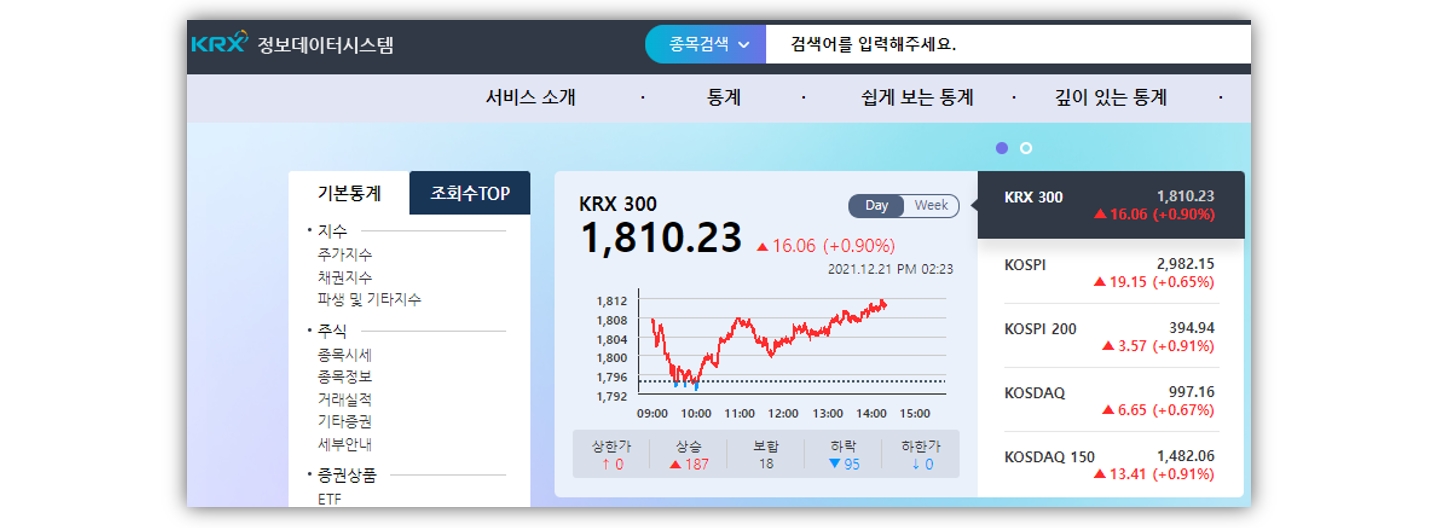 KRX 정보데이터시스템
종목검색
검색어를 입력해주세요.
서비스 소개 · 통계 · 쉽게 보는 통계 · 깊이 있는 통계 ·
기본통계
조회수TOP
• 지수
주가지수
채권지수
파생 및 기타지수
• 주식
종목시세
종목정보
거래실적
기타증권
세부안내
• 증권상품
ETF
KRX 300
Day
Week
1,810.23 ▲16.06 (+0.90%)
2021.12.21 PM 02:23
1,812
1,808
1,804
1,800
1,796
1,792
09:00 10:00 11:00 12:00 13:00 14:00 15:00
상한가 상승 보합 하락 하한가
↑ 0 ▲187 18 ▼95 ↓ 0
KRX 300 1,810.23
▲16.06 (+0.90%)
KOSPI 2,982.15
▲19.15 (+0.65%)
KOSPI 200 394.94
▲3.57 (+0.91%)
KOSDAQ 997.16
▲6.65 (+0.67%)
KOSDAQ 150 1,482.06
▲13.41 (+0.91%)